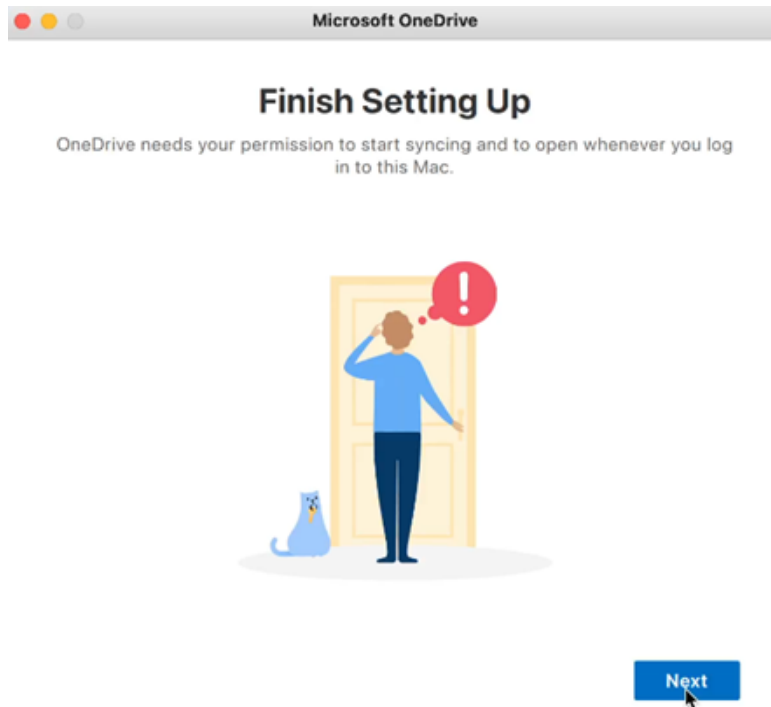 Microsoft OneDrive
Finish Setting Up
OneDrive needs your permission to start syncing and to open whenever you log
in to this Mac.
!
Next